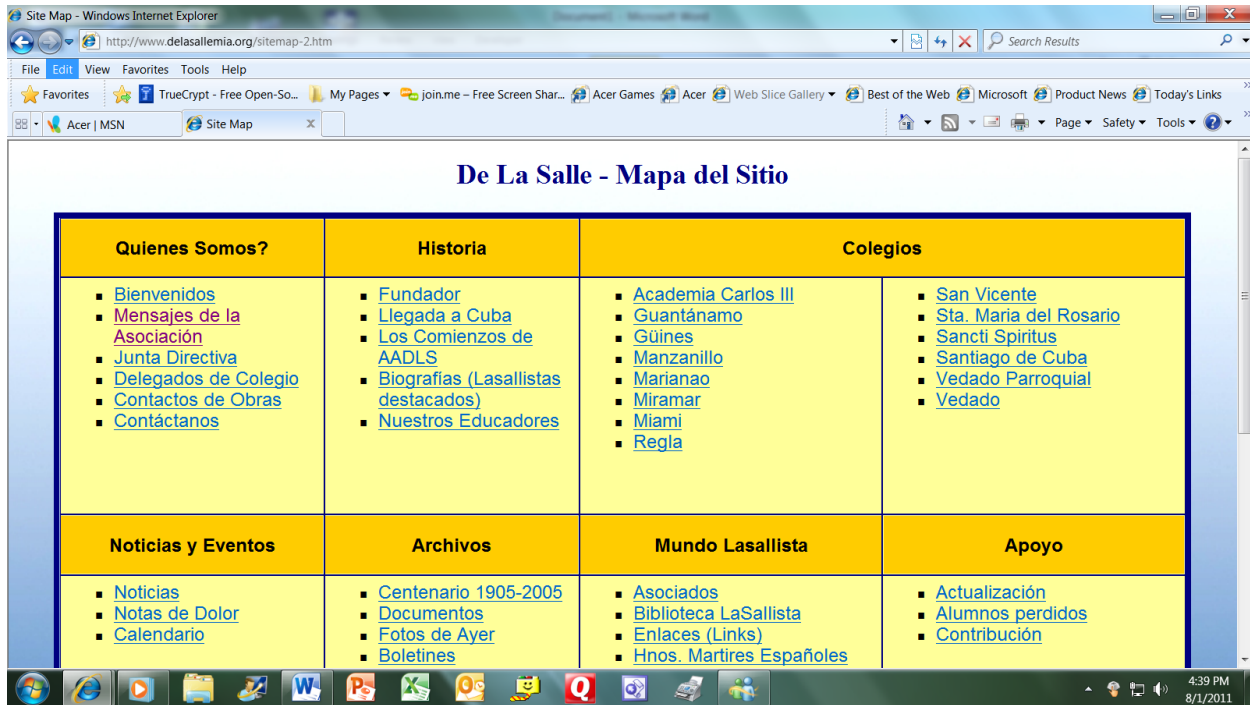 Site Map - Windows Internet Explorer
[Document] - Microsoft Word
http://www.delasallemia.org/sitemap-2.htm
Search Results
File Edit View Favorites Tools Help
Favorites TrueCrypt - Free Open-So... My Pages join.me – Free Screen Shar... Acer Games Acer Web Slice Gallery Best of the Web Microsoft Product News Today's Links
Acer | MSN Site Map x Page Safety Tools
De La Salle - Mapa del Sitio
Quienes Somos?
Bienvenidos
Mensajes de la
Asociación
Junta Directiva
Delegados de Colegio
Contactos de Obras
Contáctanos
Historia
Fundador
Llegada a Cuba
Los Comienzos de
AADLS
Biografías (Lasallistas
destacados)
Nuestros Educadores
Colegios
Academia Carlos III
Guantánamo
Güines
Manzanillo
Marianao
Miramar
Miami
Regla
San Vicente
Sta. Maria del Rosario
Sancti Spiritus
Santiago de Cuba
Vedado Parroquial
Vedado
Noticias y Eventos
Noticias
Notas de Dolor
Calendario
Archivos
Centenario 1905-2005
Documentos
Fotos de Ayer
Boletines
Mundo Lasallista
Asociados
Biblioteca LaSallista
Enlaces (Links)
Hnos. Martires Españoles
Apoyo
Actualización
Alumnos perdidos
Contribución
4:39 PM
8/1/2011